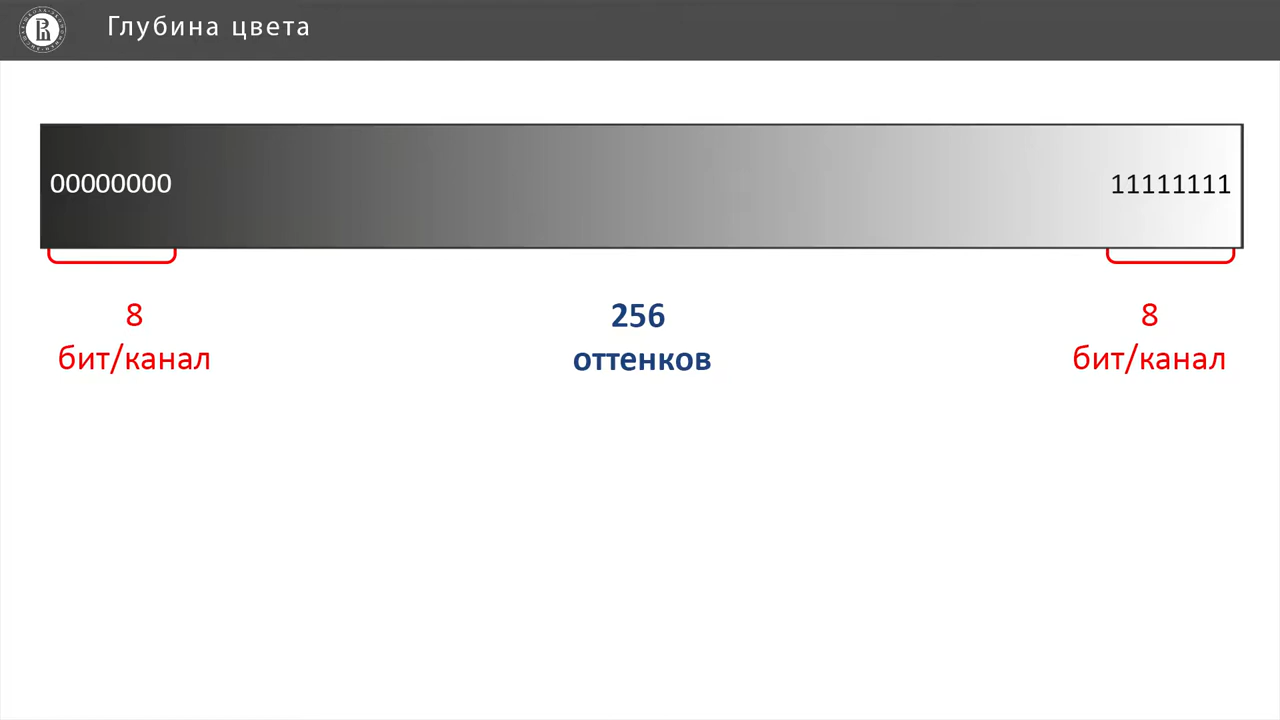 Глубина цвета
00000000
11111111
8
бит/канал
256
оттенков
8
бит/канал